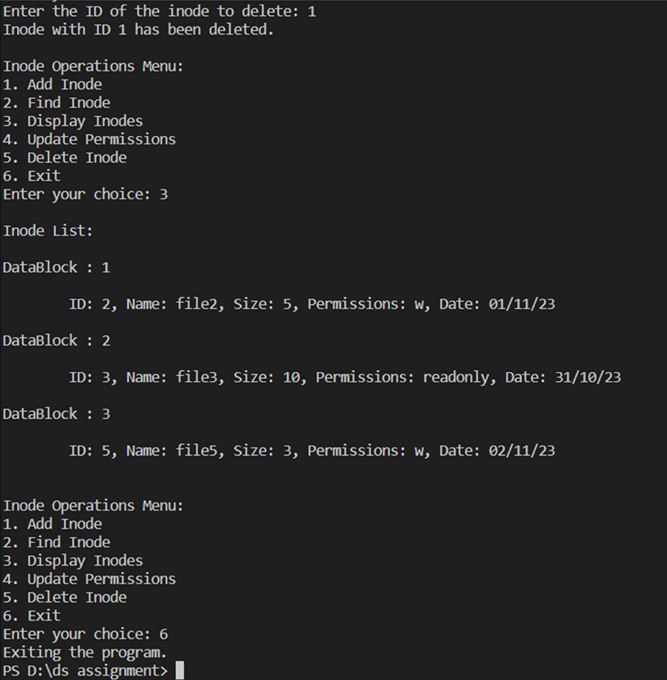 Enter the ID of the inode to delete: 1
Inode with ID 1 has been deleted.
Inode Operations Menu:
1. Add Inode
2. Find Inode
3. Display Inodes
4. Update Permissions
5. Delete Inode
6. Exit
Enter your choice: 3
Inode List:
DataBlock : 1
ID: 2, Name: file2, Size: 5, Permissions: w, Date: 01/11/23
DataBlock : 2
ID: 3, Name: file3, Size: 10, Permissions: readonly, Date: 31/10/23
DataBlock : 3
ID: 5, Name: file5, Size: 3, Permissions: w, Date: 02/11/23
Inode Operations Menu:
1. Add Inode
2. Find Inode
3. Display Inodes
4. Update Permissions
5. Delete Inode
6. Exit
Enter your choice: 6
Exiting the program.
PS D:\ds assignment>